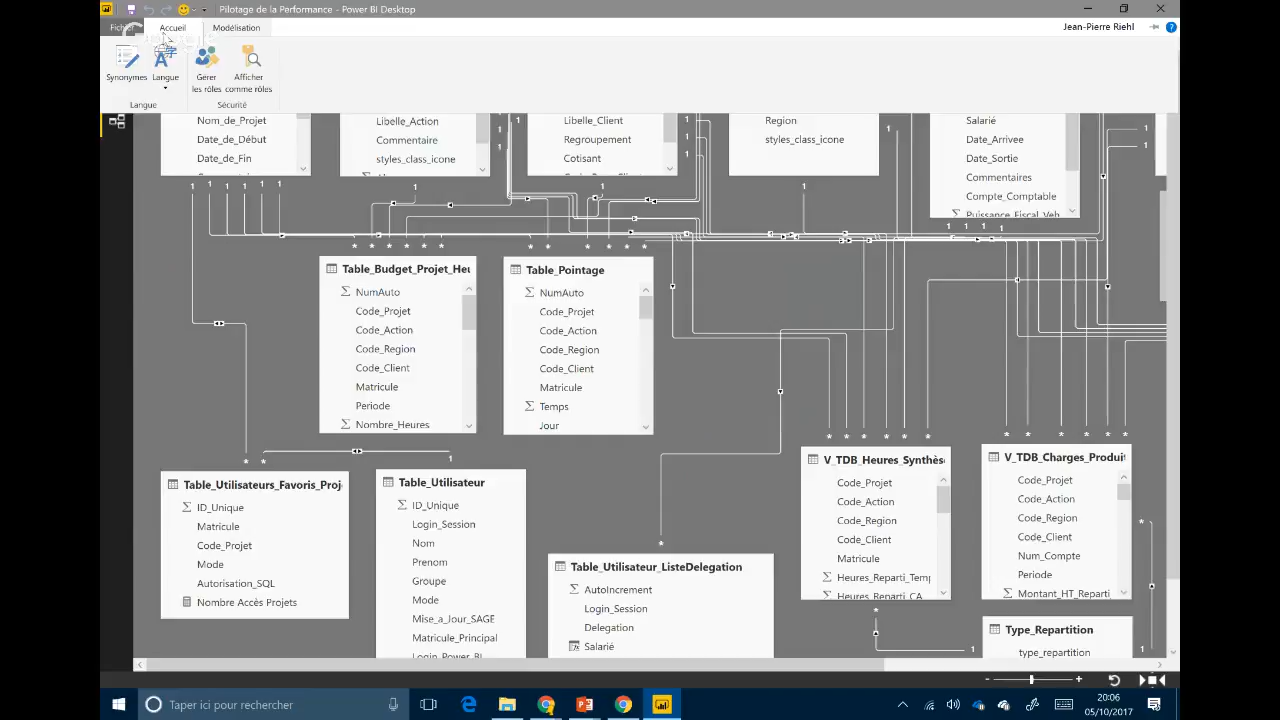 Pilotage de la Performance - Power BI Desktop
Fichier
Accueil
Modélisation
Jean-Pierre Riehl
Synonymes
Langue
Gérer les rôles
Afficher comme rôles
Langue
Sécurité
Nom_de_Projet
Date_de_Début
Date_de_Fin
Libelle_Action
Commentaire
styles_class_icone
Libelle_Client
Regroupement
Cotisant
Region
styles_class_icone
Salarié
Date_Arrivee
Date_Sortie
Commentaires
Compte_Comptable
Puissance_Fiscal_Veh
Table_Budget_Projet_Heu
NumAuto
Code_Projet
Code_Action
Code_Region
Code_Client
Matricule
Periode
Nombre_Heures
Table_Pointage
NumAuto
Code_Projet
Code_Action
Code_Region
Code_Client
Matricule
Temps
Jour
Table_Utilisateurs_Favoris_Proj
ID_Unique
Matricule
Code_Projet
Mode
Autorisation_SQL
Nombre Accès Projets
Table_Utilisateur
ID_Unique
Login_Session
Nom
Prenom
Groupe
Mode
Mise_a_Jour_SAGE
Matricule_Principal
Login_Power_BI
Table_Utilisateur_ListeDelegation
AutoIncrement
Login_Session
Delegation
Salarié
V_TDB_Heures_Synthès
Code_Projet
Code_Action
Code_Region
Code_Client
Matricule
Heures_Reparti_Temp
Heures_Reparti_CA
V_TDB_Charges_Produit
Code_Projet
Code_Action
Code_Region
Code_Client
Num_Compte
Periode
Montant_HT_Reparti_
Type_Repartition
type_repartition
Taper ici pour rechercher
20:06
05/10/2017